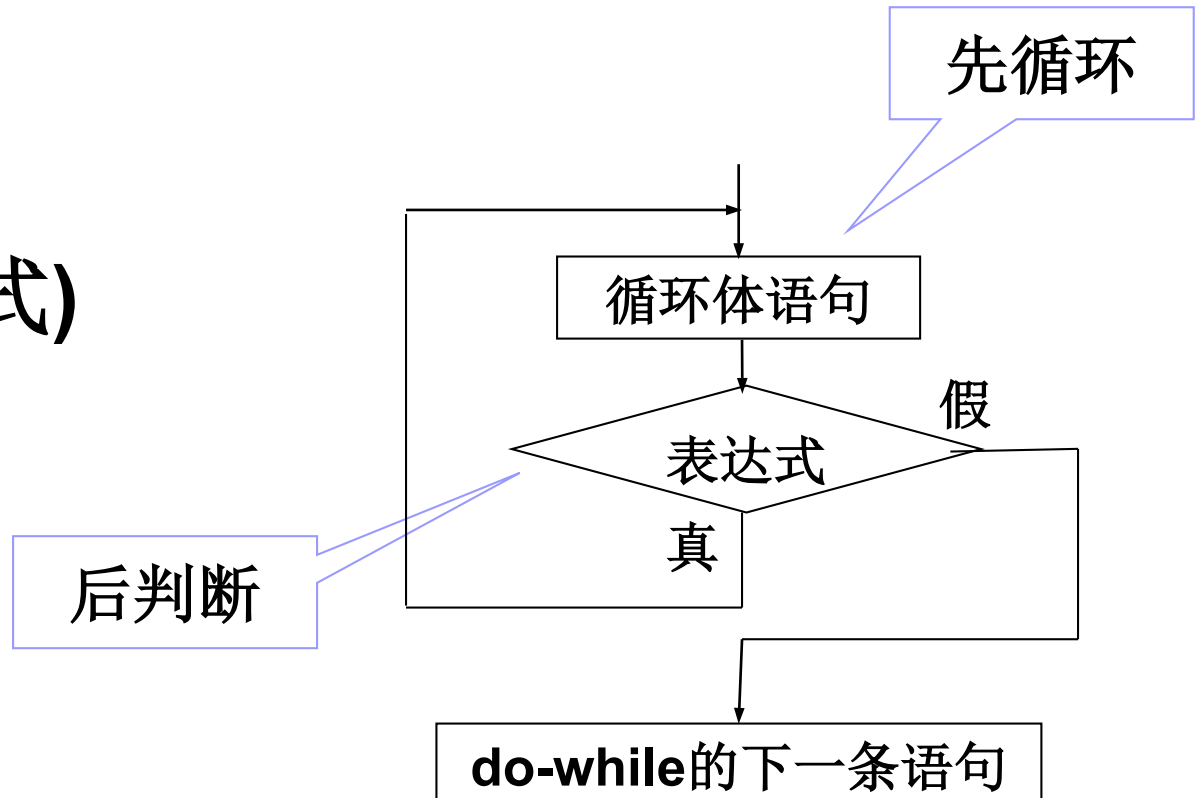 先循环
式)
循环体语句
假
表达式
真
后判断
do-while的下一条语句